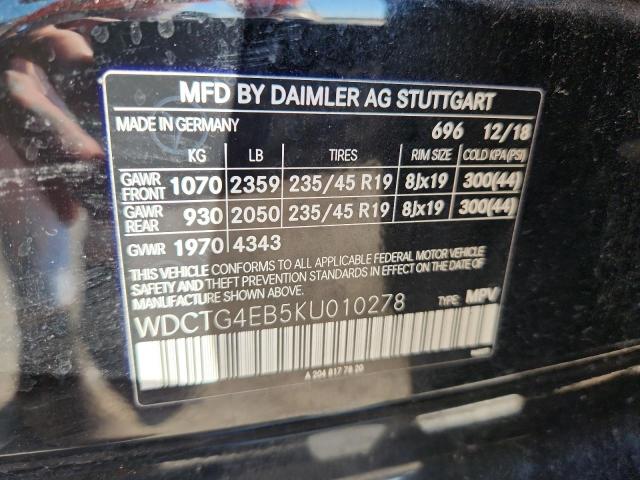 MFD BY DAIMLER AG STUTTGART
MADE IN GERMANY 696 12/18
KG LB TIRES RIM SIZE COLD KPA (PSI)
GAWR FRONT 1070 2359 235/45 R19 8Jx19 300(44)
GAWR REAR 930 2050 235/45 R19 8Jx19 300(44)
GVWR 1970 4343
THIS VEHICLE CONFORMS TO ALL APPLICABLE FEDERAL MOTOR VEHICLE
SAFETY AND THEFT PREVENTION STANDARDS IN EFFECT ON THE DATE OF
MANUFACTURE SHOWN ABOVE.
WDCTG4EB5KU010278 TYPE: MPV
A 204 817 78 20